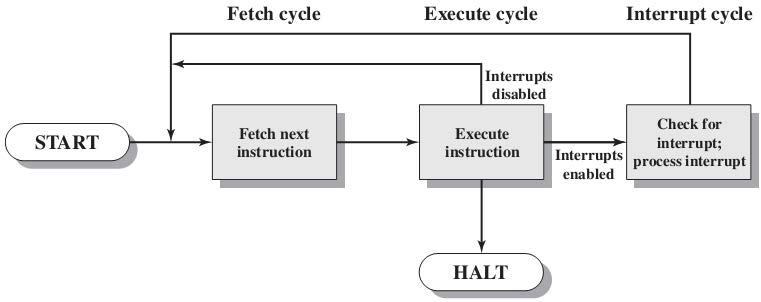 Fetch cycle
Execute cycle
Interrupt cycle
Interrupts
disabled
START
Fetch next
instruction
Execute
instruction
Interrupts
enabled
Check for
interrupt;
process interrupt
HALT